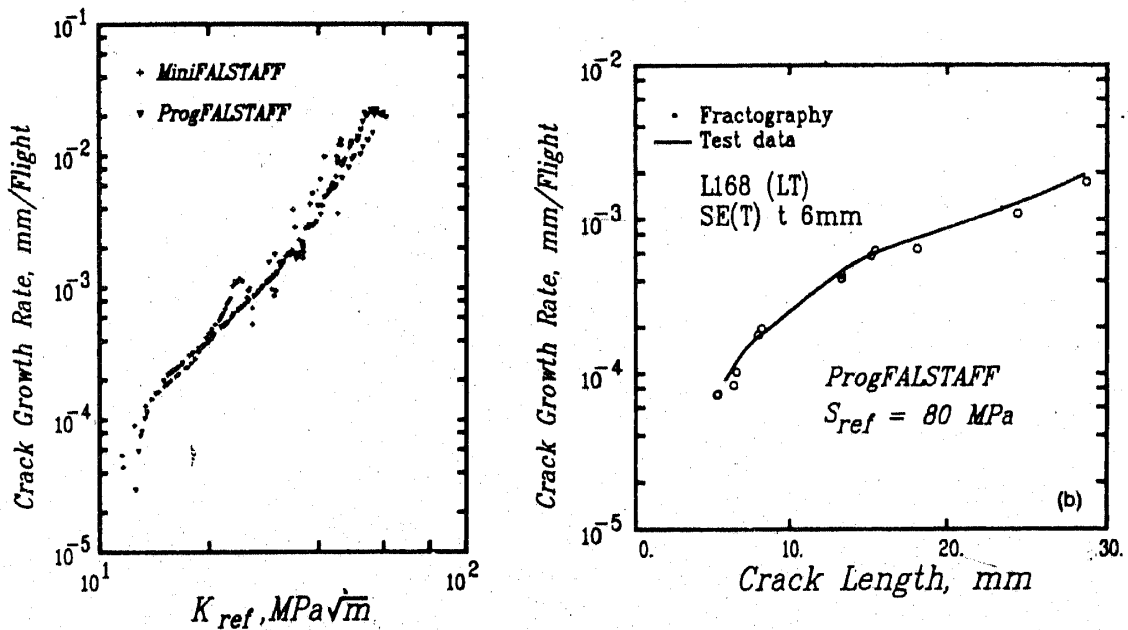 10^-1
+ MiniFALSTAFF
▾ ProgFALSTAFF
10^-2
10^-3
10^-4
10^-5
10^1
10^2
Crack Growth Rate, mm/Flight
K_ref, MPa√m
10^-2
• Fractography
— Test data
L168 (LT)
SE(T) t 6mm
10^-3
10^-4
ProgFALSTAFF
S_ref = 80 MPa
(b)
10^-5
0.
10.
20.
30.
Crack Growth Rate, mm/Flight
Crack Length, mm